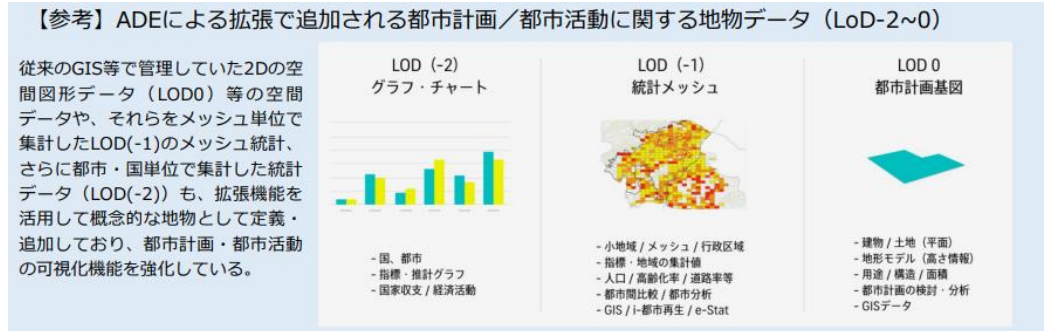 【参考】ADEによる拡張で追加される都市計画／都市活動に関する地物データ（LoD-2~0）
従来のGIS等で管理していた2Dの空
間図形データ（LOD0）等の空間
データや、それらをメッシュ単位で
集計したLOD(-1)のメッシュ統計、
さらに都市・国単位で集計した統計
データ（LOD(-2)）も、拡張機能を
活用して概念的な地物として定義・
追加しており、都市計画・都市活動
の可視化機能を強化している。
LOD（-2）
グラフ・チャート
- 国、都市
- 指標・推計グラフ
- 国家収支 / 経済活動
LOD（-1）
統計メッシュ
- 小地域 / メッシュ / 行政区域
- 指標・地域の集計値
- 人口 / 高齢化率 / 道路率等
- 都市間比較 / 都市分析
- GIS / i-都市再生 / e-Stat
LOD 0
都市計画基図
- 建物 / 土地（平面）
- 地形モデル（高さ情報）
- 用途 / 構造 / 面積
- 都市計画の検討・分析
- GISデータ